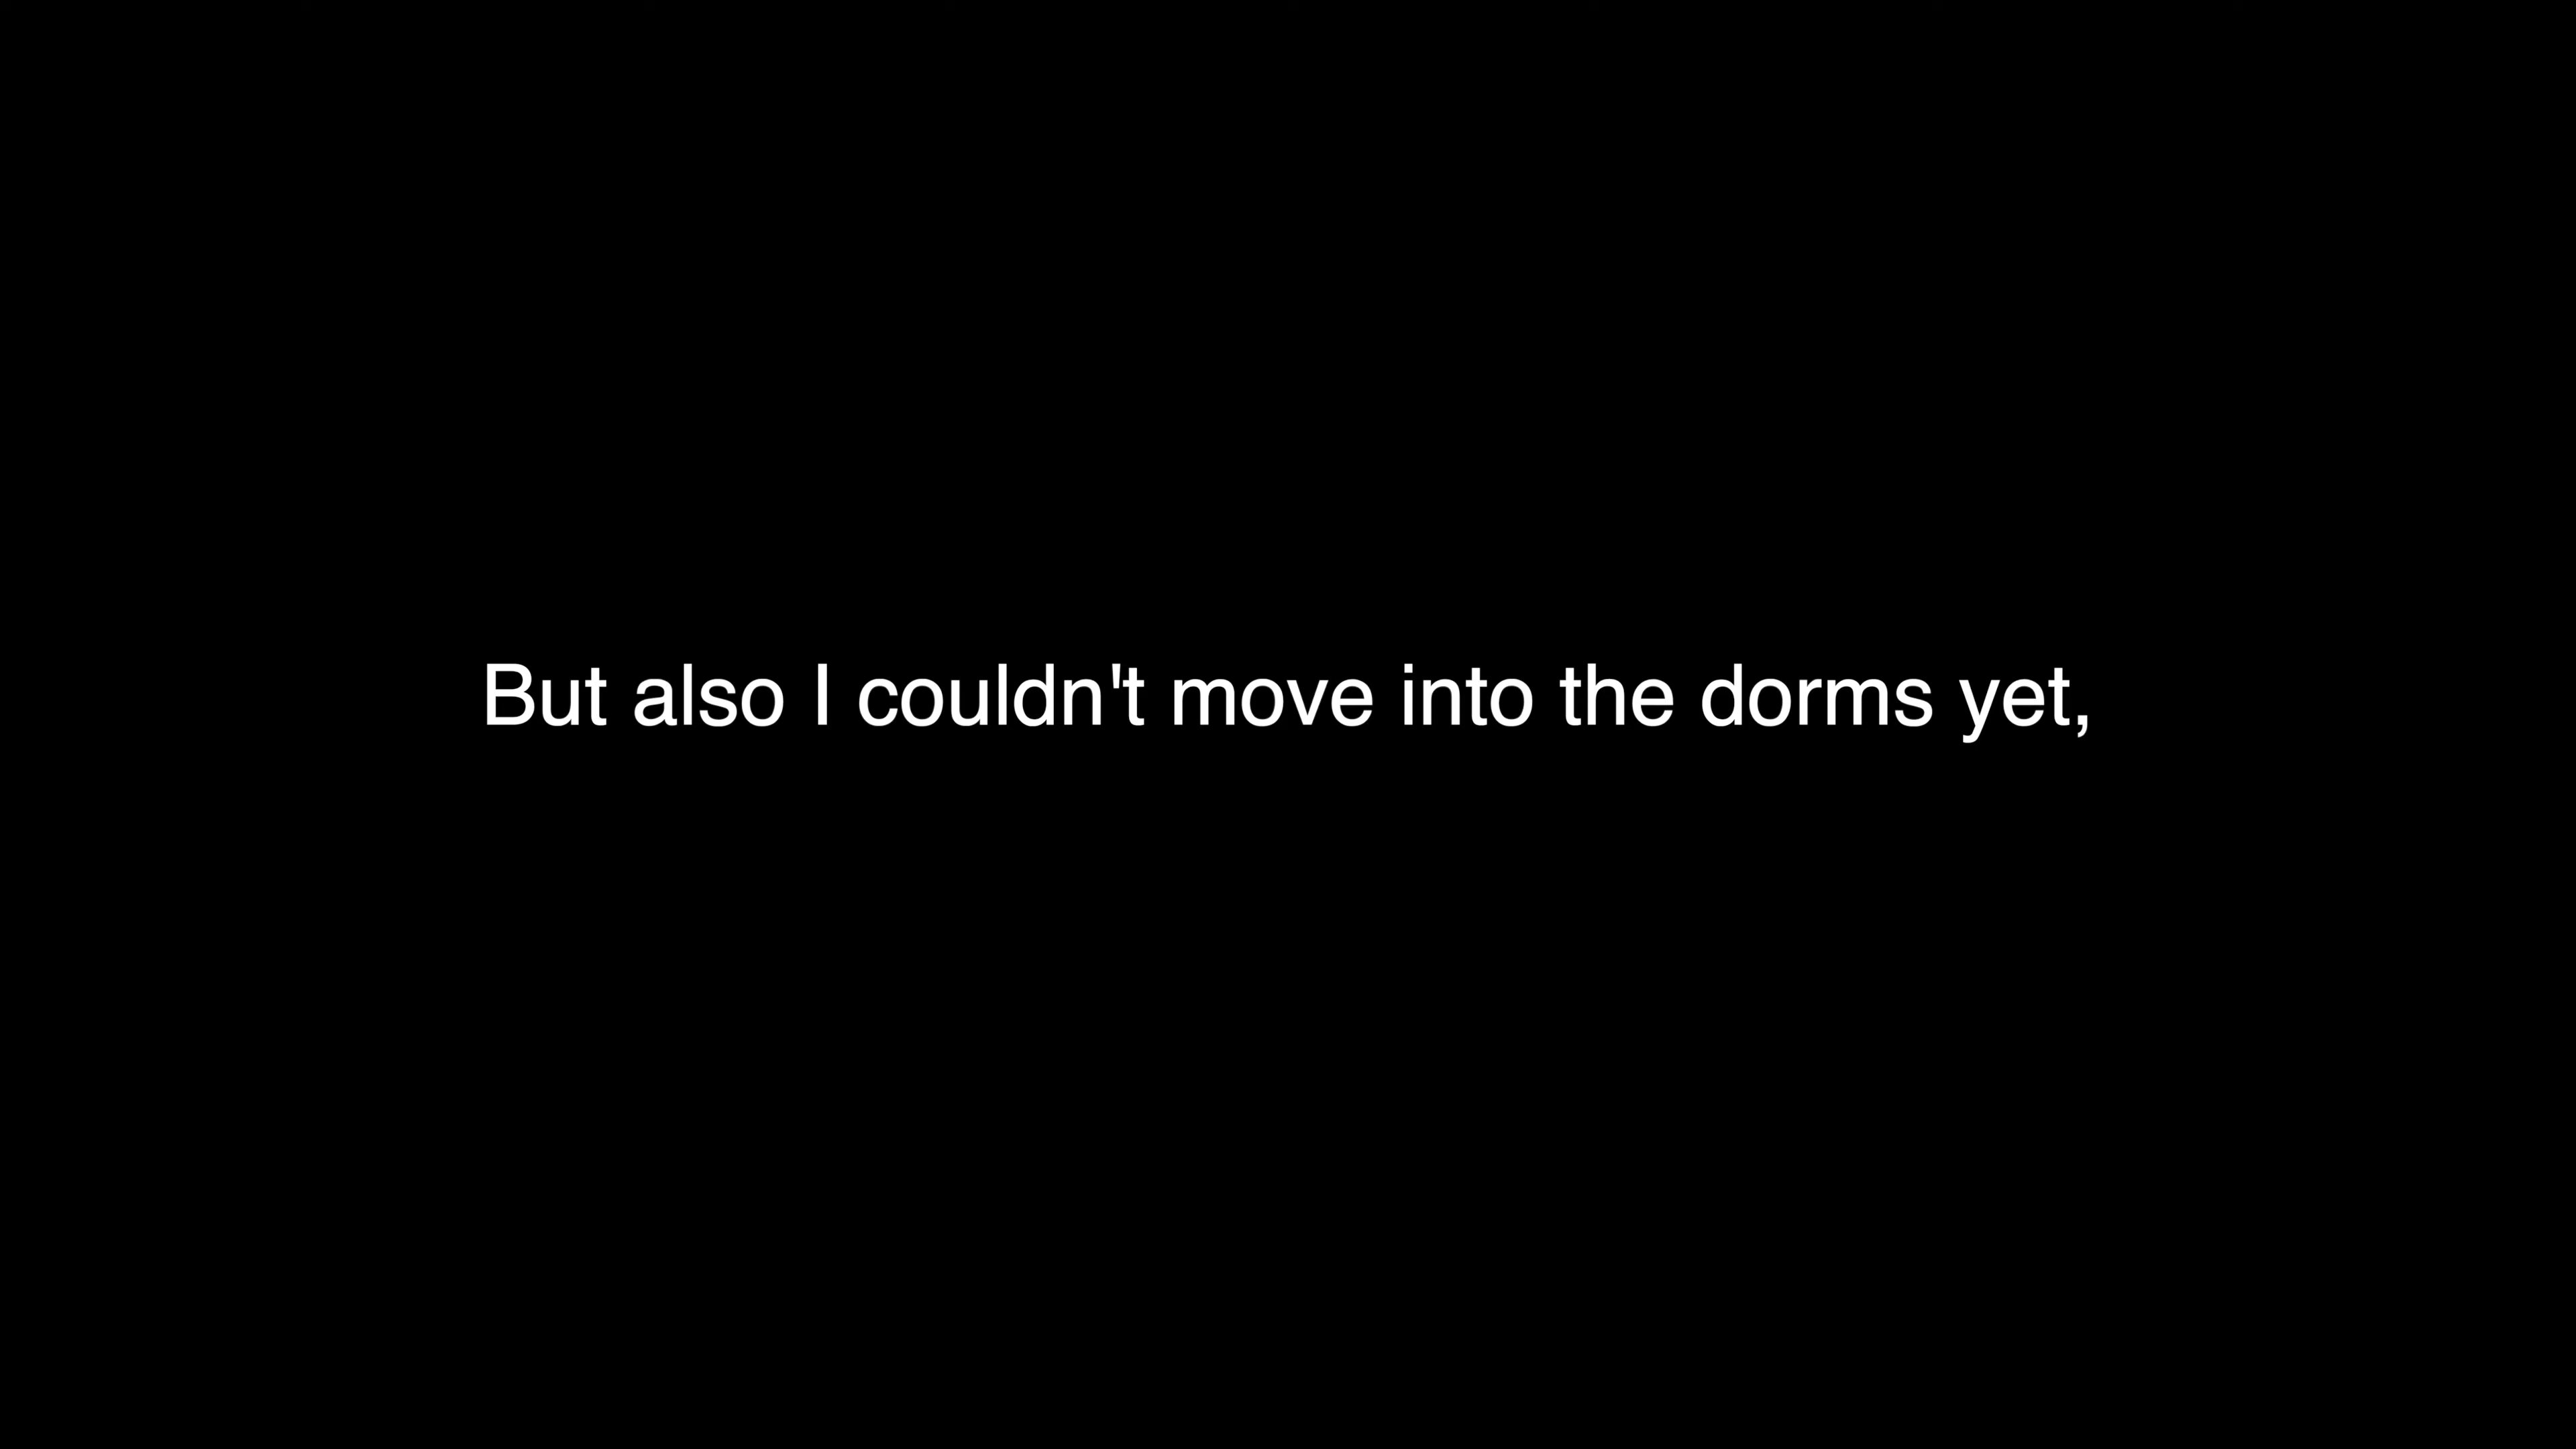 But also I couldn't move into the dorms yet,